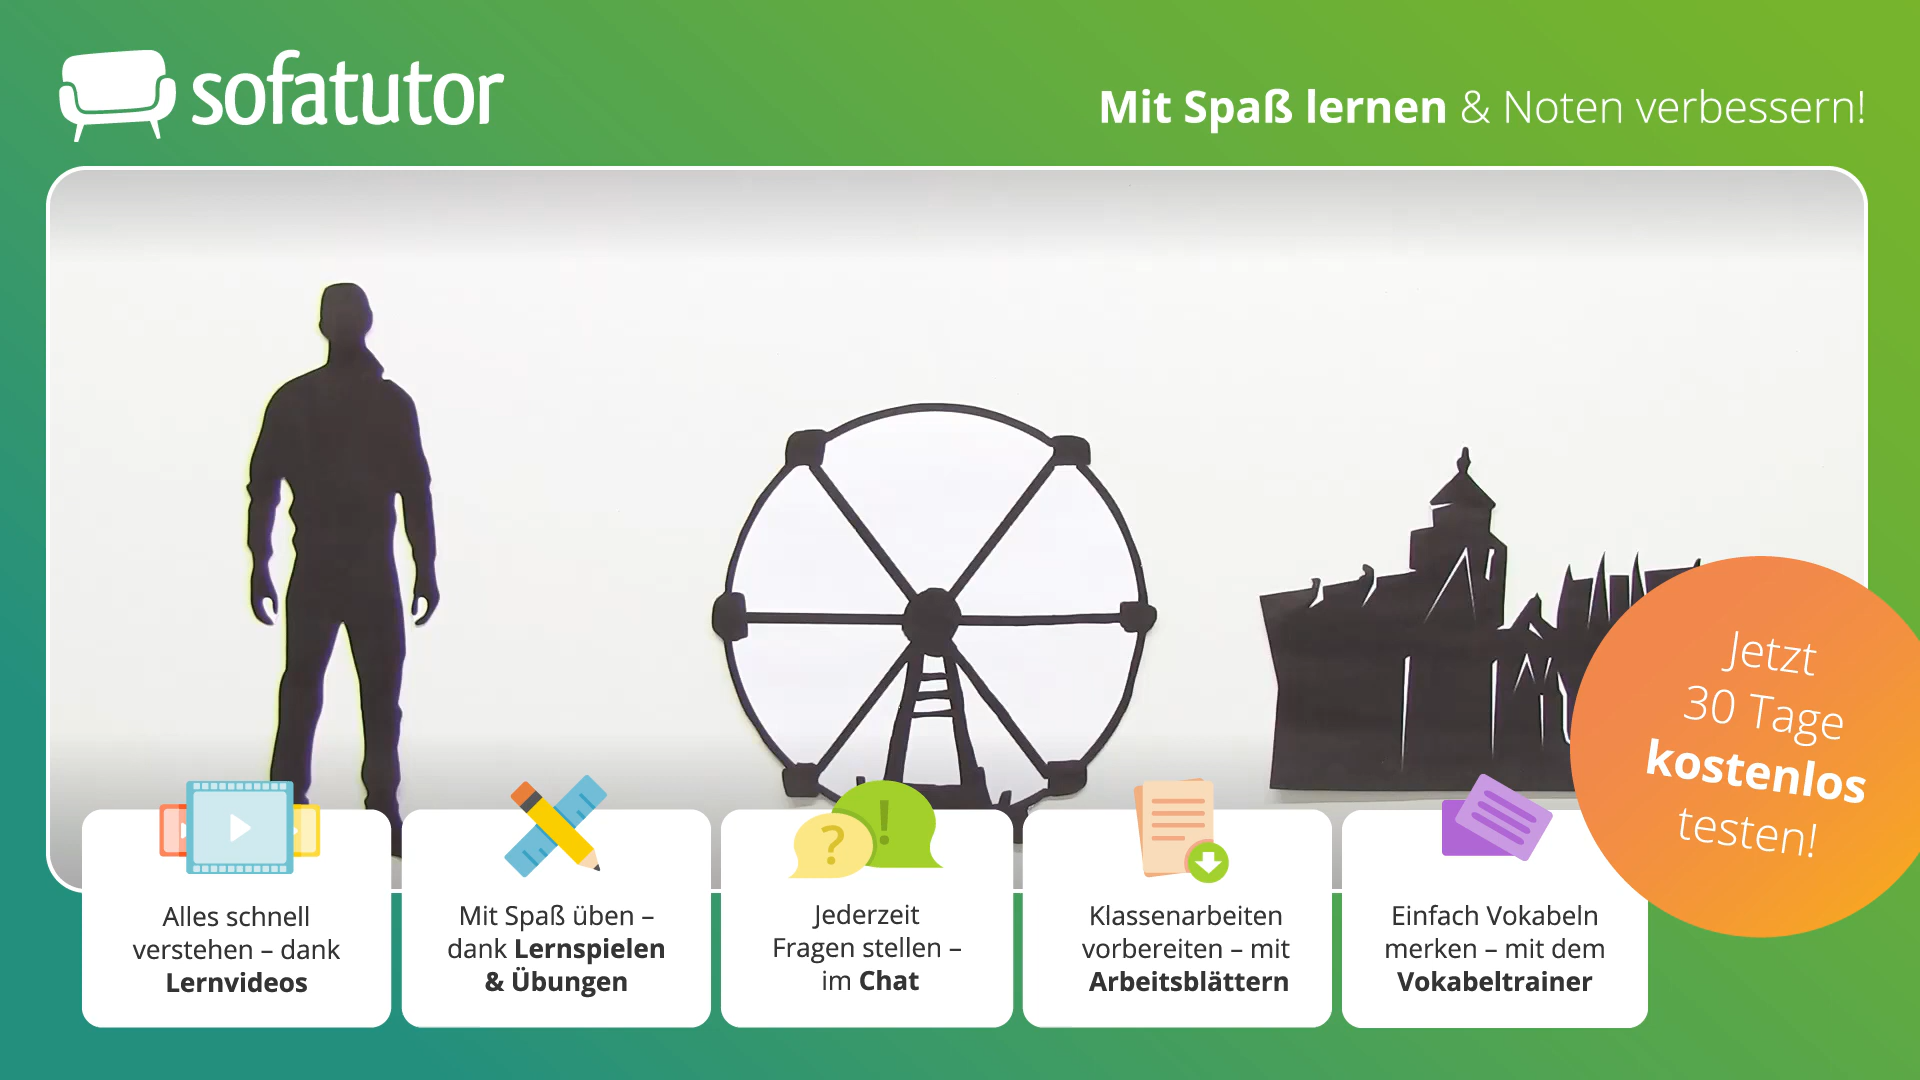 sofatutor
Mit Spaß lernen & Noten verbessern!
Jetzt
30 Tage
kostenlos
testen!
?
!
Alles schnell
verstehen – dank
Lernvideos
Mit Spaß üben –
dank Lernspielen
& Übungen
Jederzeit
Fragen stellen –
im Chat
Klassenarbeiten
vorbereiten – mit
Arbeitsblättern
Einfach Vokabeln
merken – mit dem
Vokabeltrainer